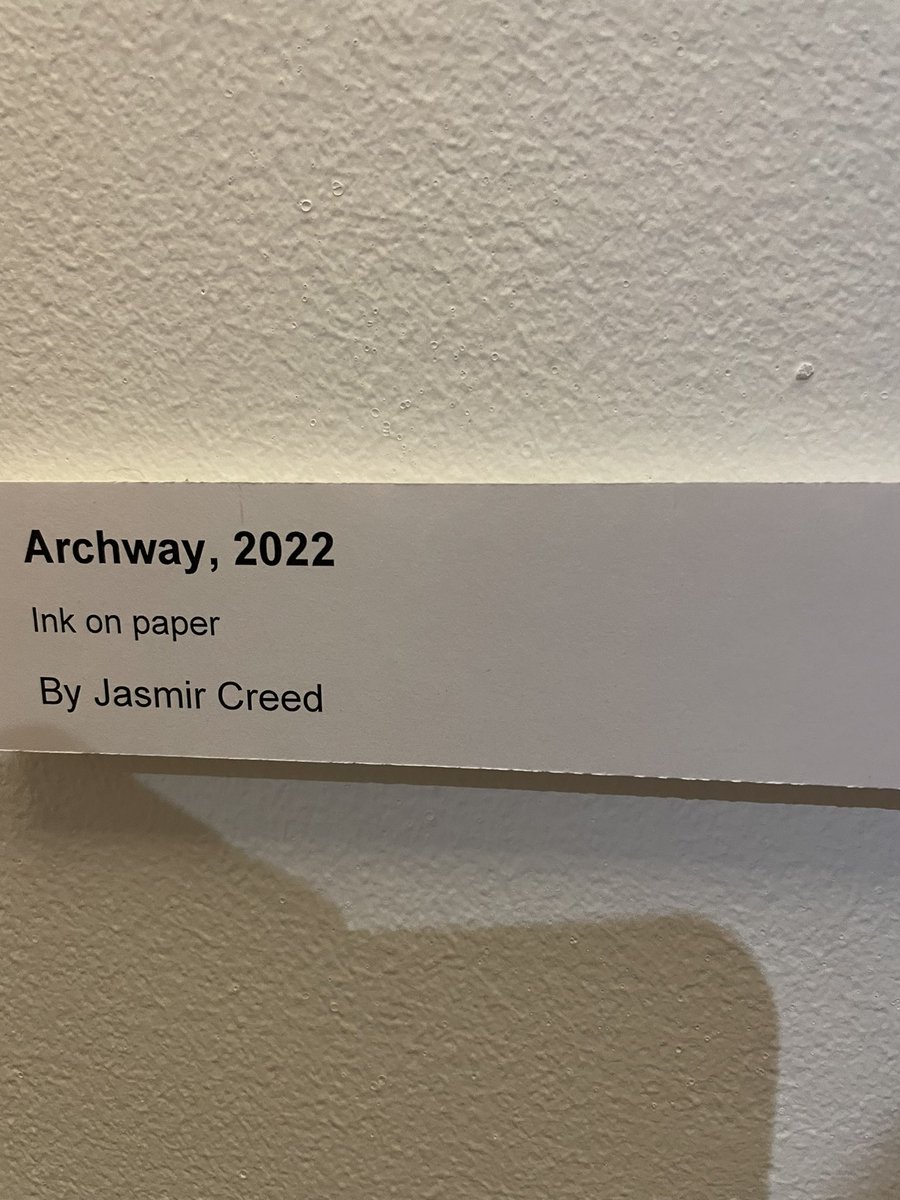 Archway, 2022
Ink on paper
By Jasmir Creed